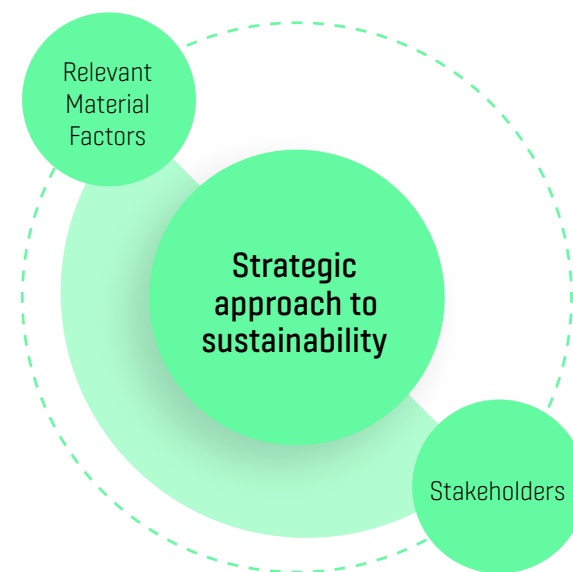 Relevant
Material
Factors
Strategic
approach to
sustainability
Stakeholders